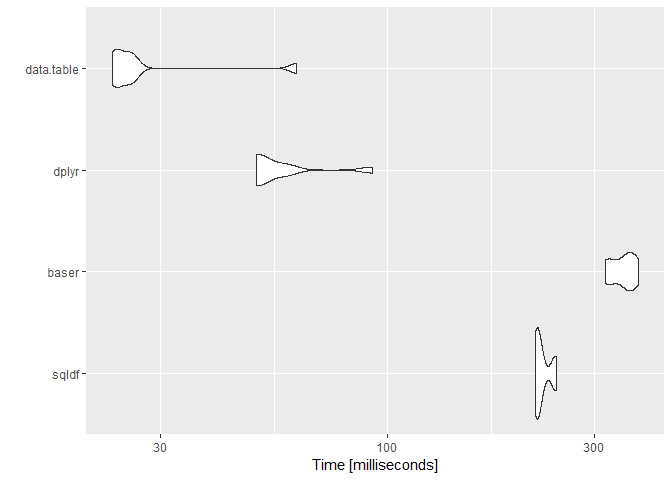 data.table
dplyr
baser
sqldf
30 100 300
Time [milliseconds]